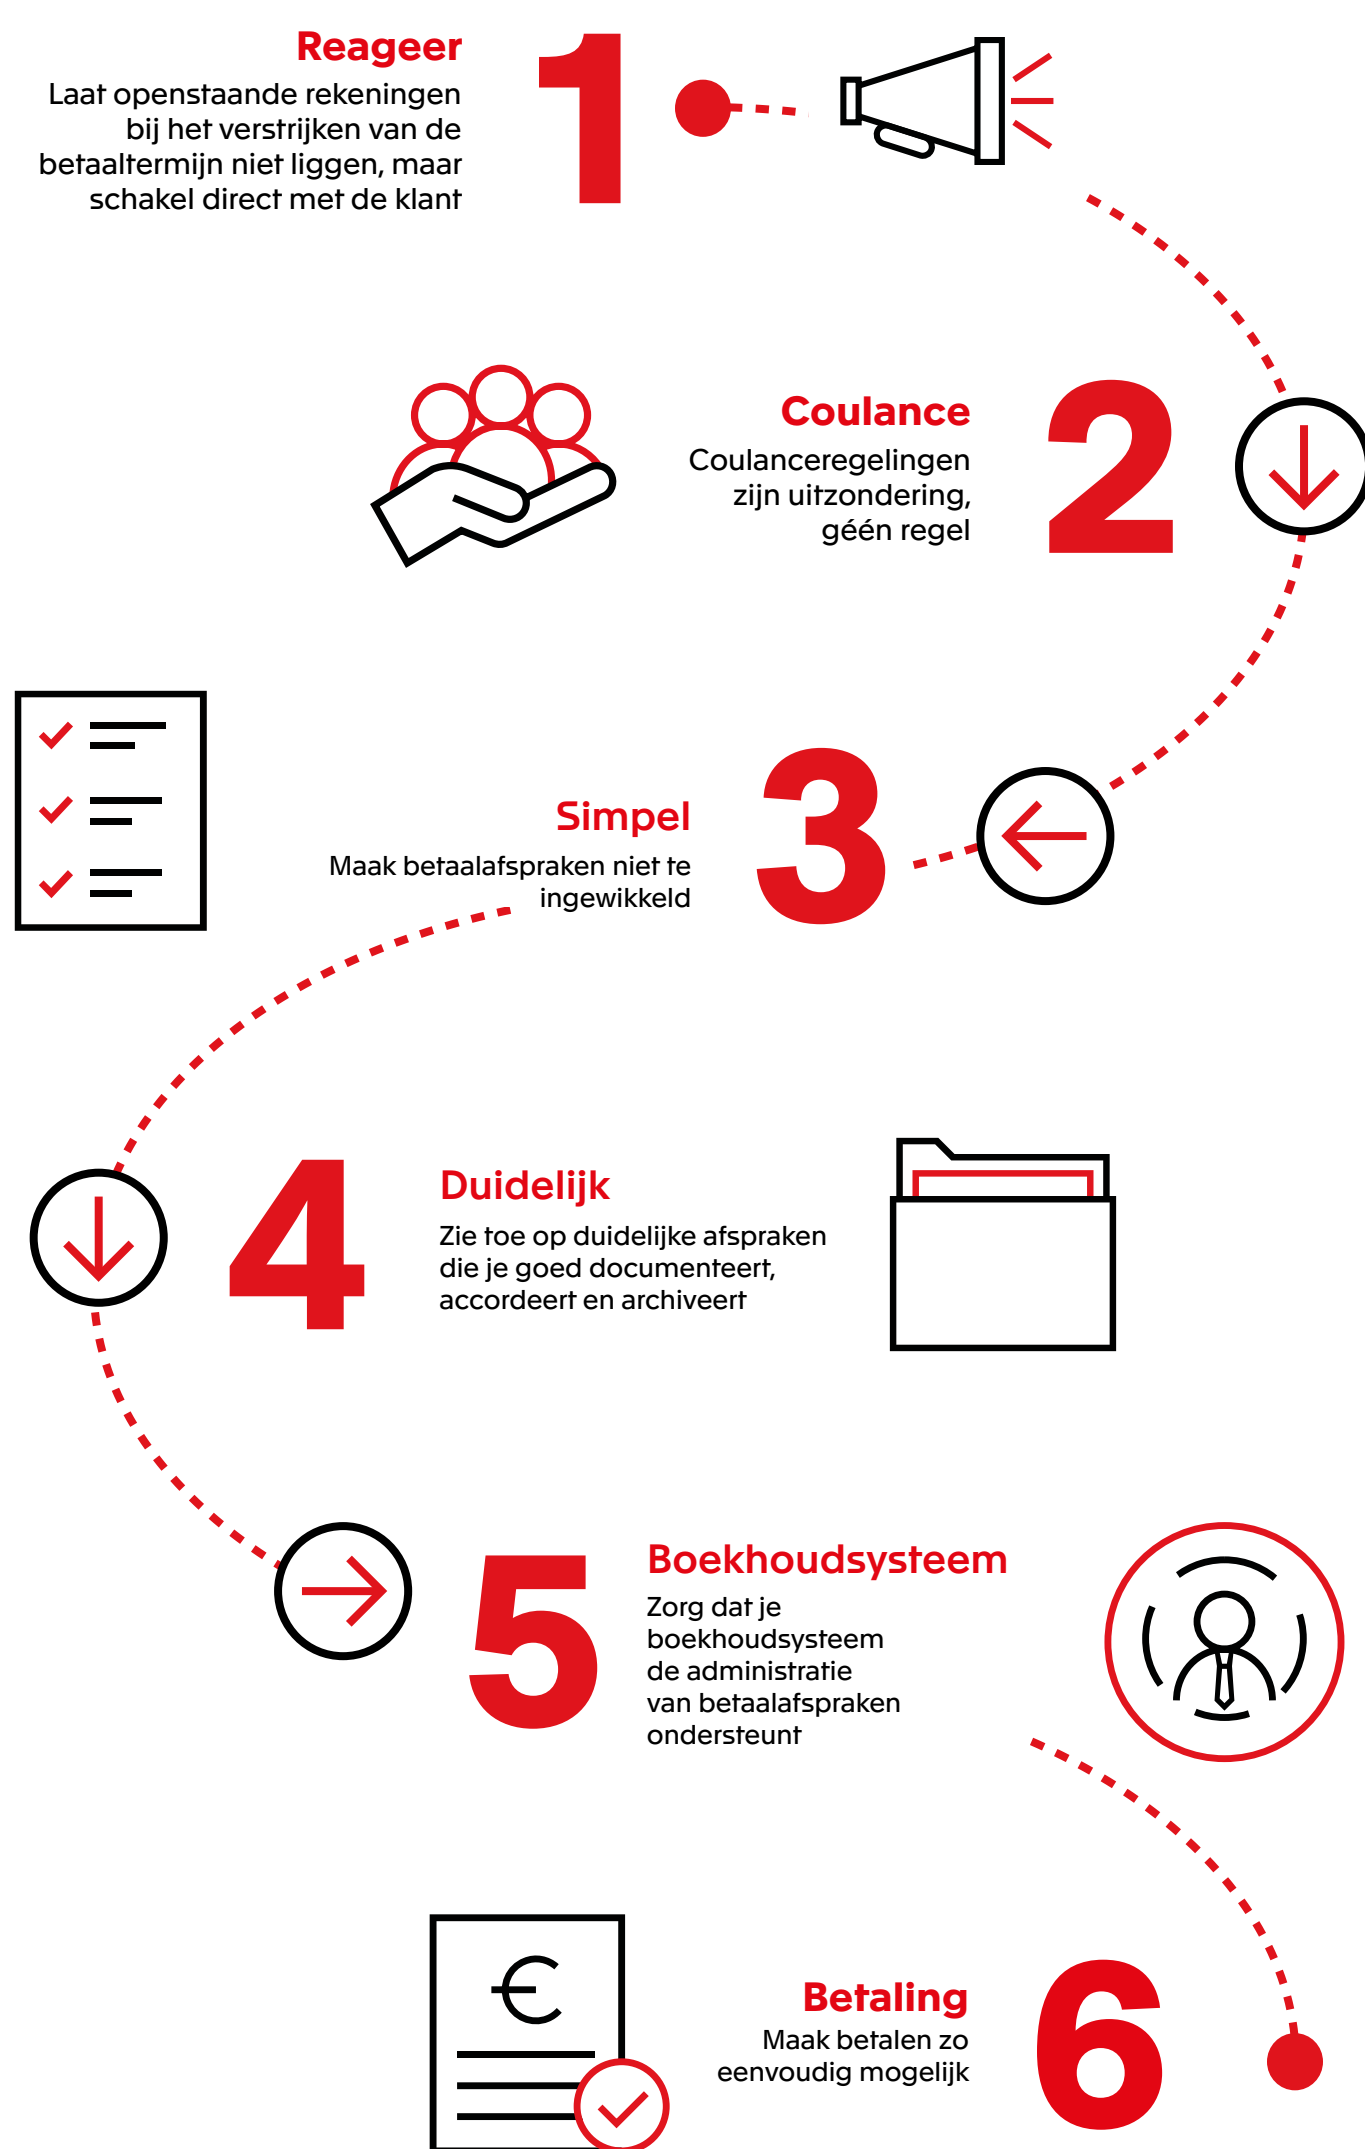 Reageer
1
Laat openstaande rekeningen
bij het verstrijken van de
betaaltermijn niet liggen, maar
schakel direct met de klant
Coulance
2
Coulanceregelingen
zijn uitzondering,
géén regel
Simpel
3
Maak betaalafspraken niet te
ingewikkeld
4
Duidelijk
Zie toe op duidelijke afspraken
die je goed documenteert,
accordeert en archiveert
5
Boekhoudsysteem
Zorg dat je
boekhoudsysteem
de administratie
van betaalafspraken
ondersteunt
€
Betaling
6
Maak betalen zo
eenvoudig mogelijk